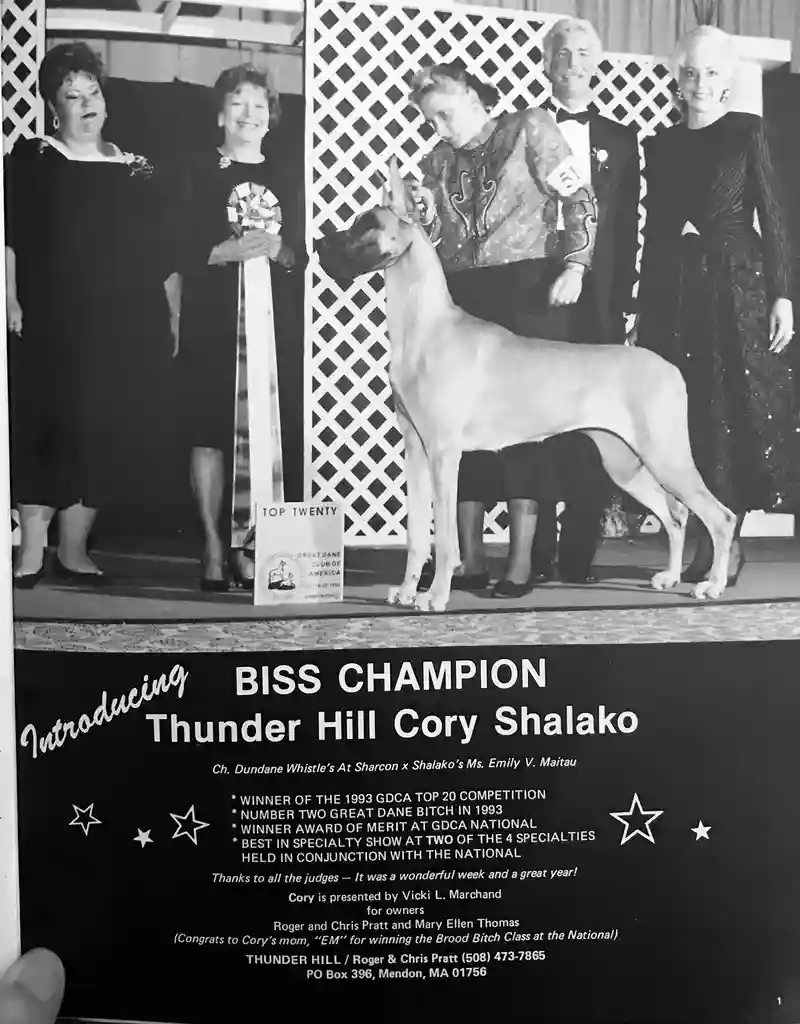 51
TOP TWENTY
GREAT DANE
CLUB OF
AMERICA
Introducing
BISS CHAMPION
Thunder Hill Cory Shalako
Ch. Dundane Whistle's At Sharcon x Shalako's Ms. Emily V. Maitau
* WINNER OF THE 1993 GDCA TOP 20 COMPETITION
* NUMBER TWO GREAT DANE BITCH IN 1993
* WINNER AWARD OF MERIT AT GDCA NATIONAL
* BEST IN SPECIALTY SHOW AT TWO OF THE 4 SPECIALTIES
HELD IN CONJUNCTION WITH THE NATIONAL
Thanks to all the judges — It was a wonderful week and a great year!
Cory is presented by Vicki L. Marchand
for owners
Roger and Chris Pratt and Mary Ellen Thomas
(Congrats to Cory's mom, "EM" for winning the Brood Bitch Class at the National)
THUNDER HILL / Roger & Chris Pratt (508) 473-7865
PO Box 396, Mendon, MA 01756
1